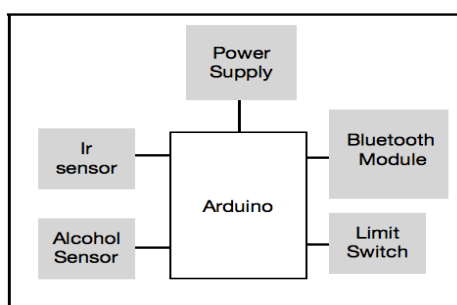 Power
Supply
Ir
sensor
Bluetooth
Module
Arduino
Alcohol
Sensor
Limit
Switch